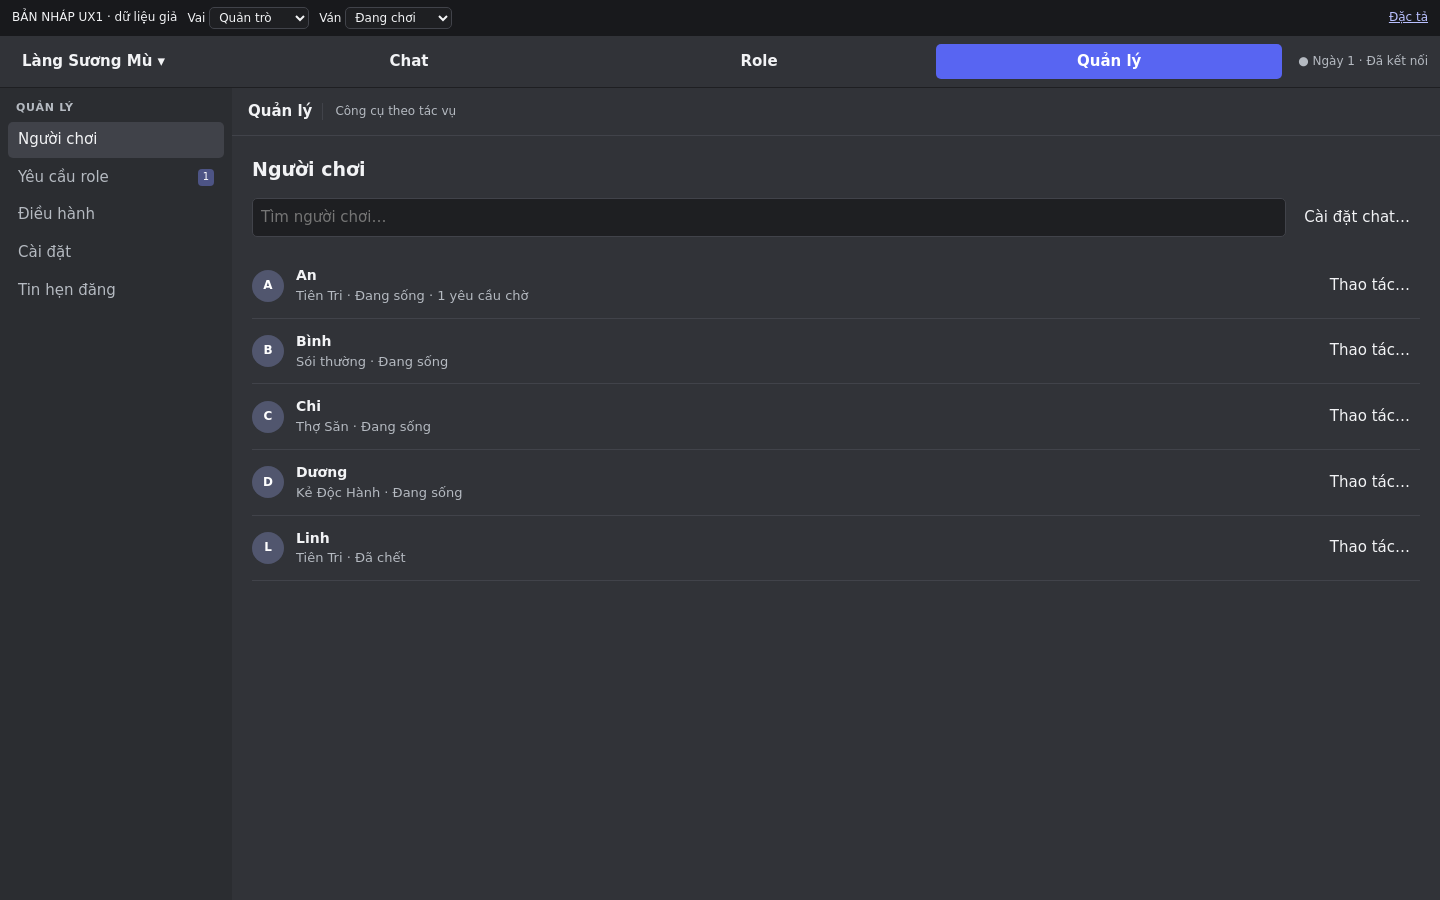 BẢN NHÁP UX1 · dữ liệu giả Vai Quản trò Ván Đang chơi Đặc tả
Làng Sương Mù ▾ Chat Role Quản lý ● Ngày 1 · Đã kết nối
QUẢN LÝ
Người chơi
Yêu cầu role 1
Điều hành
Cài đặt
Tin hẹn đăng
Quản lý Công cụ theo tác vụ
Người chơi
Tìm người chơi... Cài đặt chat...
A An Thao tác...
Tiên Tri · Đang sống · 1 yêu cầu chờ
B Bình Thao tác...
Sói thường · Đang sống
C Chi Thao tác...
Thợ Săn · Đang sống
D Dương Thao tác...
Kẻ Độc Hành · Đang sống
L Linh Thao tác...
Tiên Tri · Đã chết